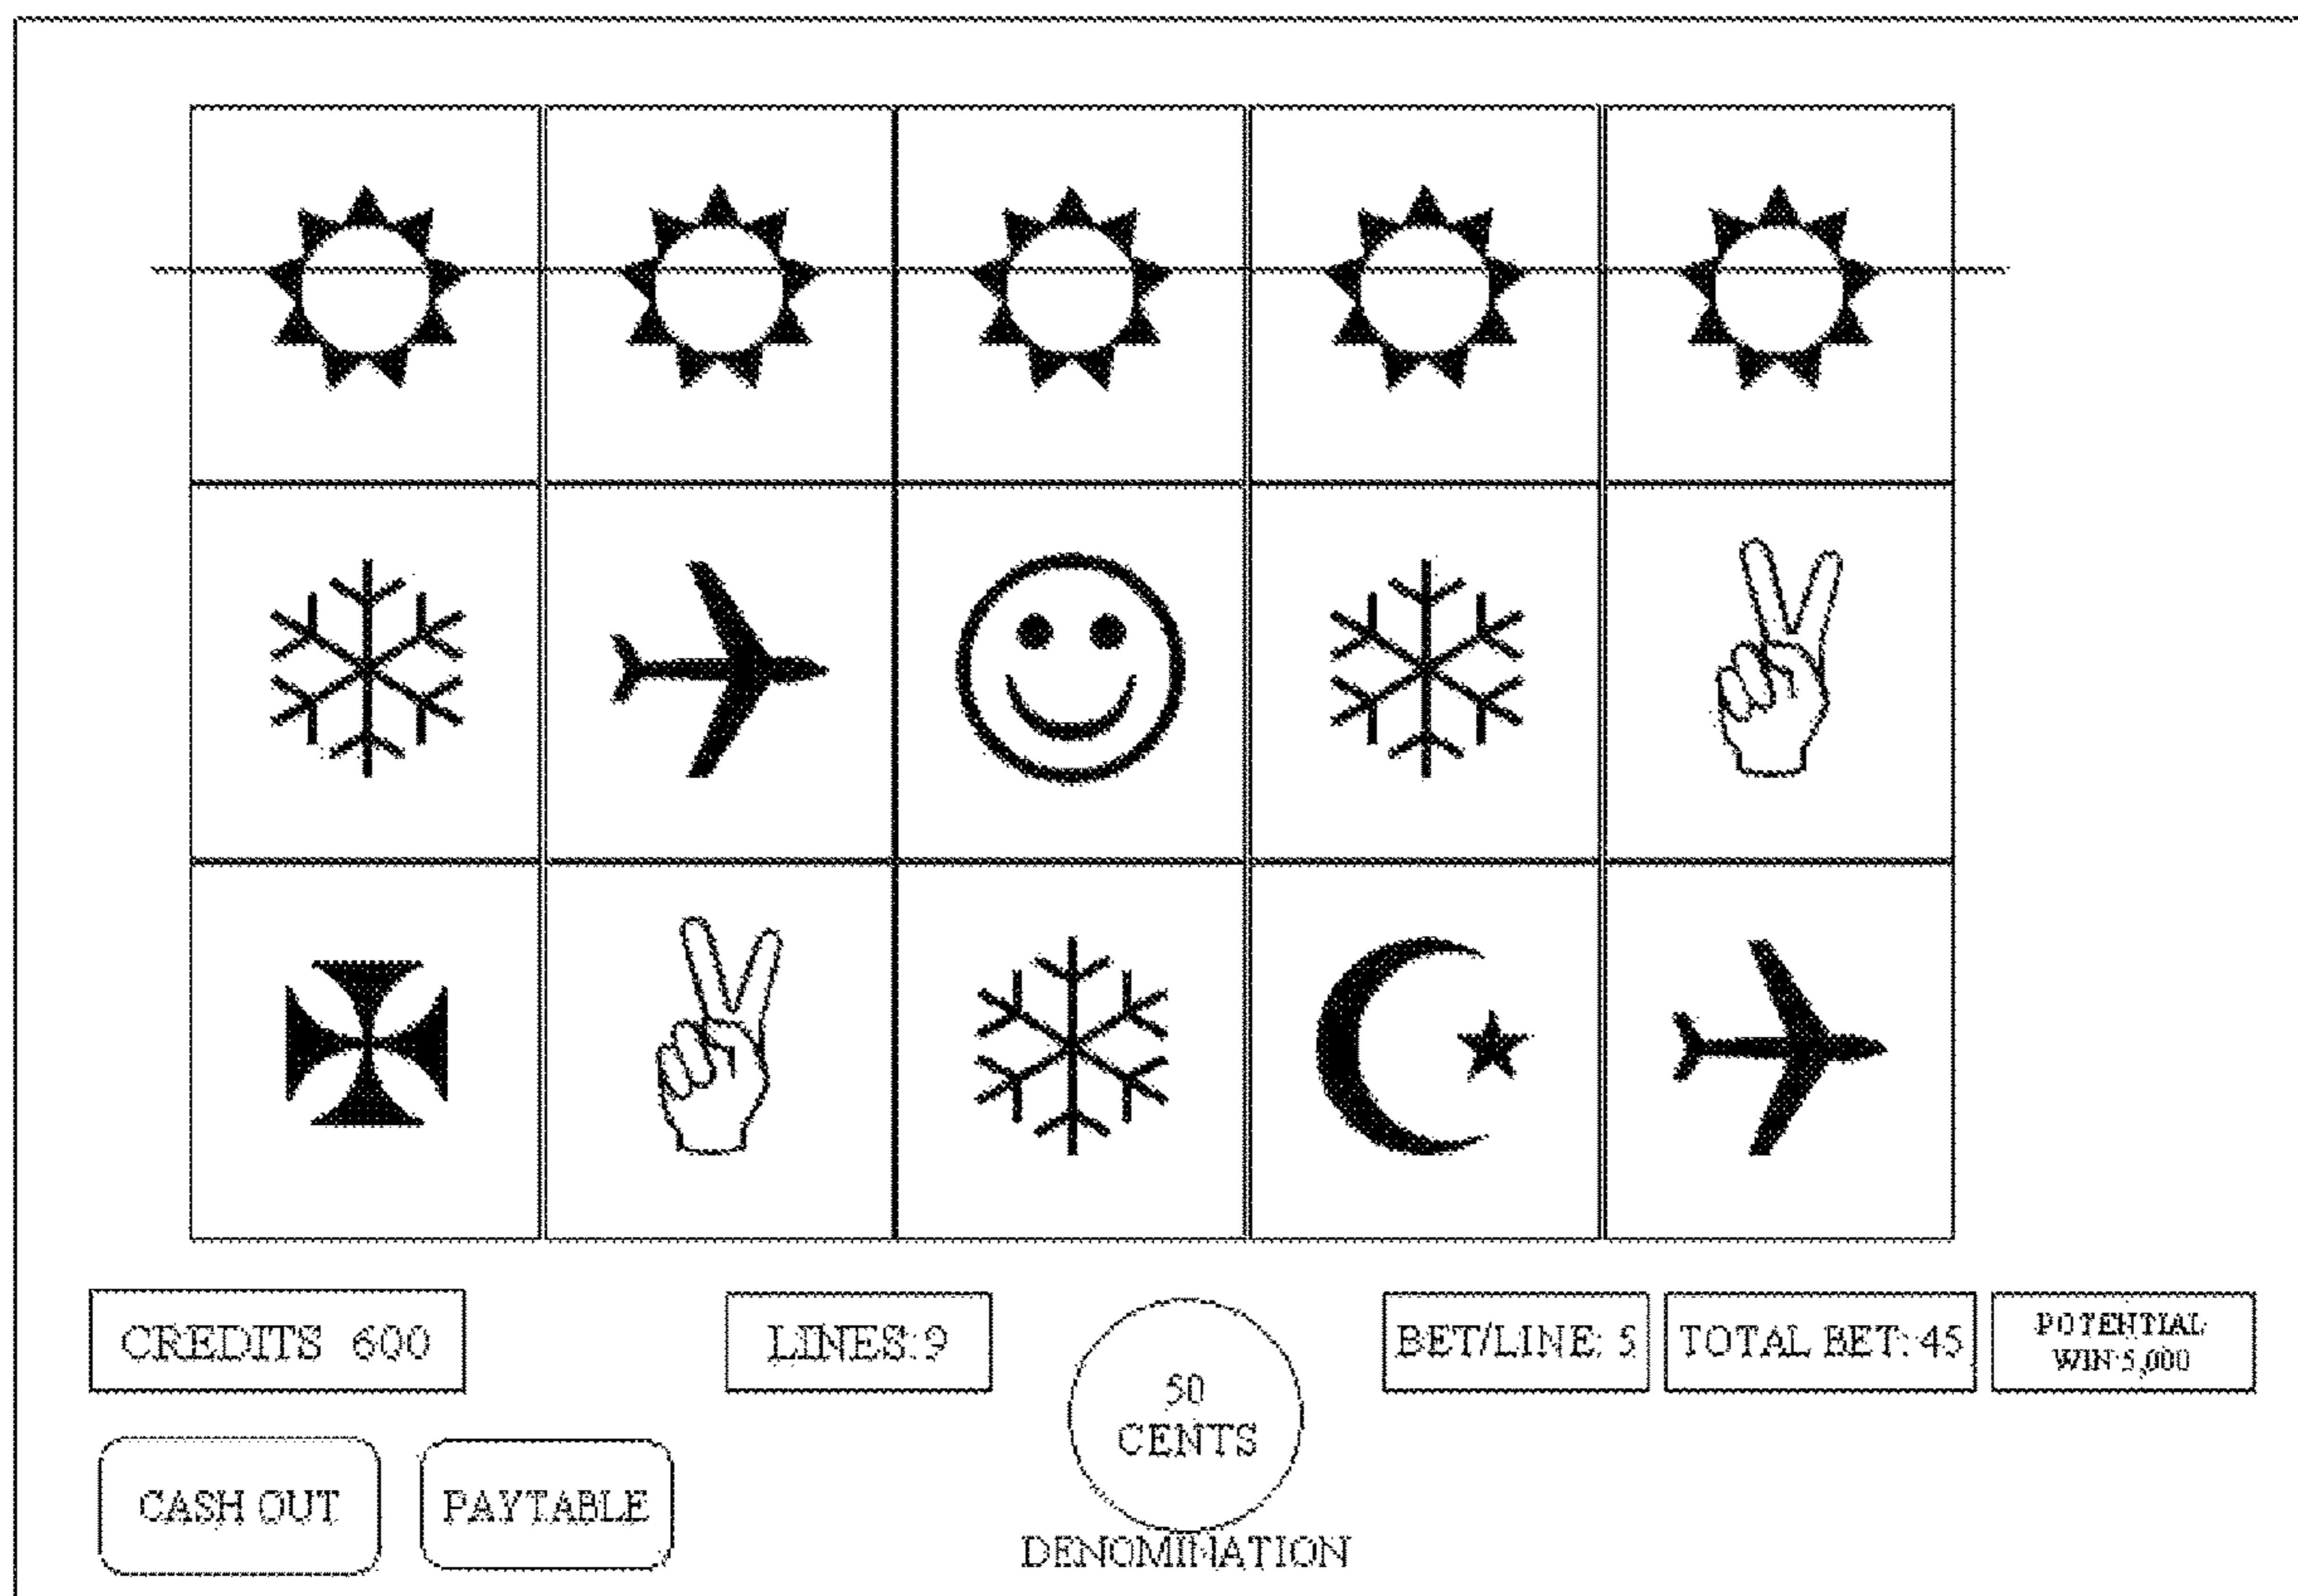 CREDITS 600
LINES:9
50
CENTS
DENOMINATION
BET/LINE: 5
TOTAL BET: 45
POTENTIAL
WIN:5,000
CASH OUT
PAYTABLE